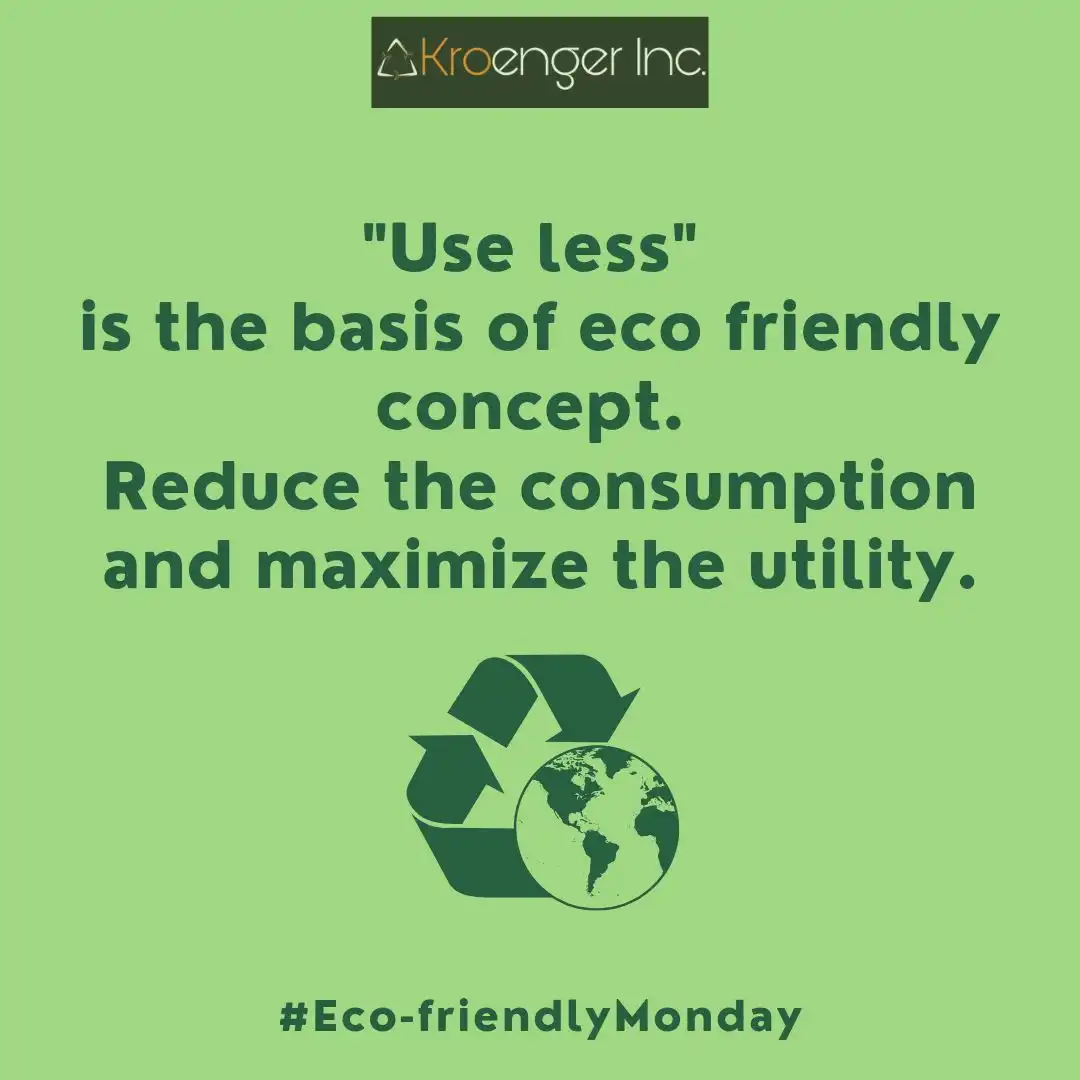 Kroenger Inc.
"Use less"
is the basis of eco friendly
concept.
Reduce the consumption
and maximize the utility.
#Eco-friendlyMonday